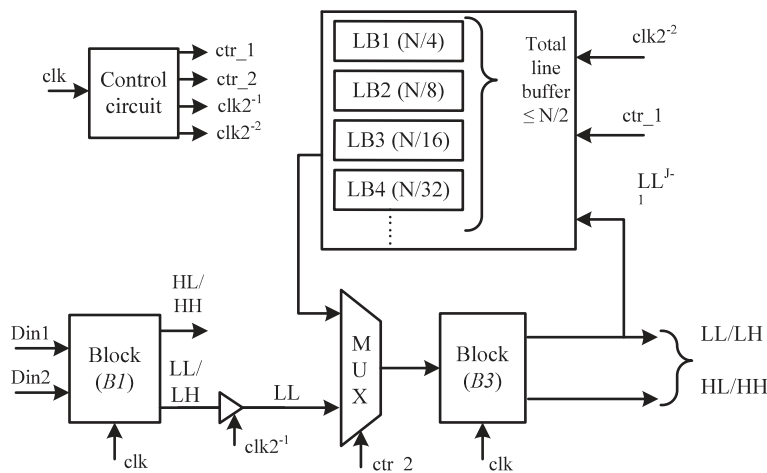 clk
Control
circuit
ctr_1
ctr_2
clk2-1
clk2-2
LB1 (N/4)
LB2 (N/8)
LB3 (N/16)
LB4 (N/32)
Total
line
buffer
≤ N/2
clk2-2
ctr_1
LLJ-
1
Din1
Din2
Block
(B1)
clk
HL/
HH
LL/
LH
clk2-1
LL
M
U
X
ctr_2
Block
(B3)
clk
LL/LH
HL/HH